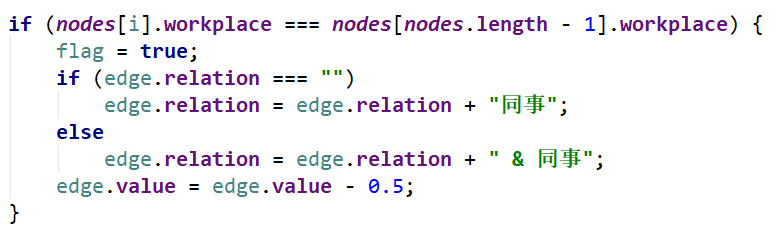 if (nodes[i].workplace === nodes[nodes.length - 1].workplace) {
    flag = true;
    if (edge.relation === "")
        edge.relation = edge.relation + "同事";
    else
        edge.relation = edge.relation + " & 同事";
    edge.value = edge.value - 0.5;
}